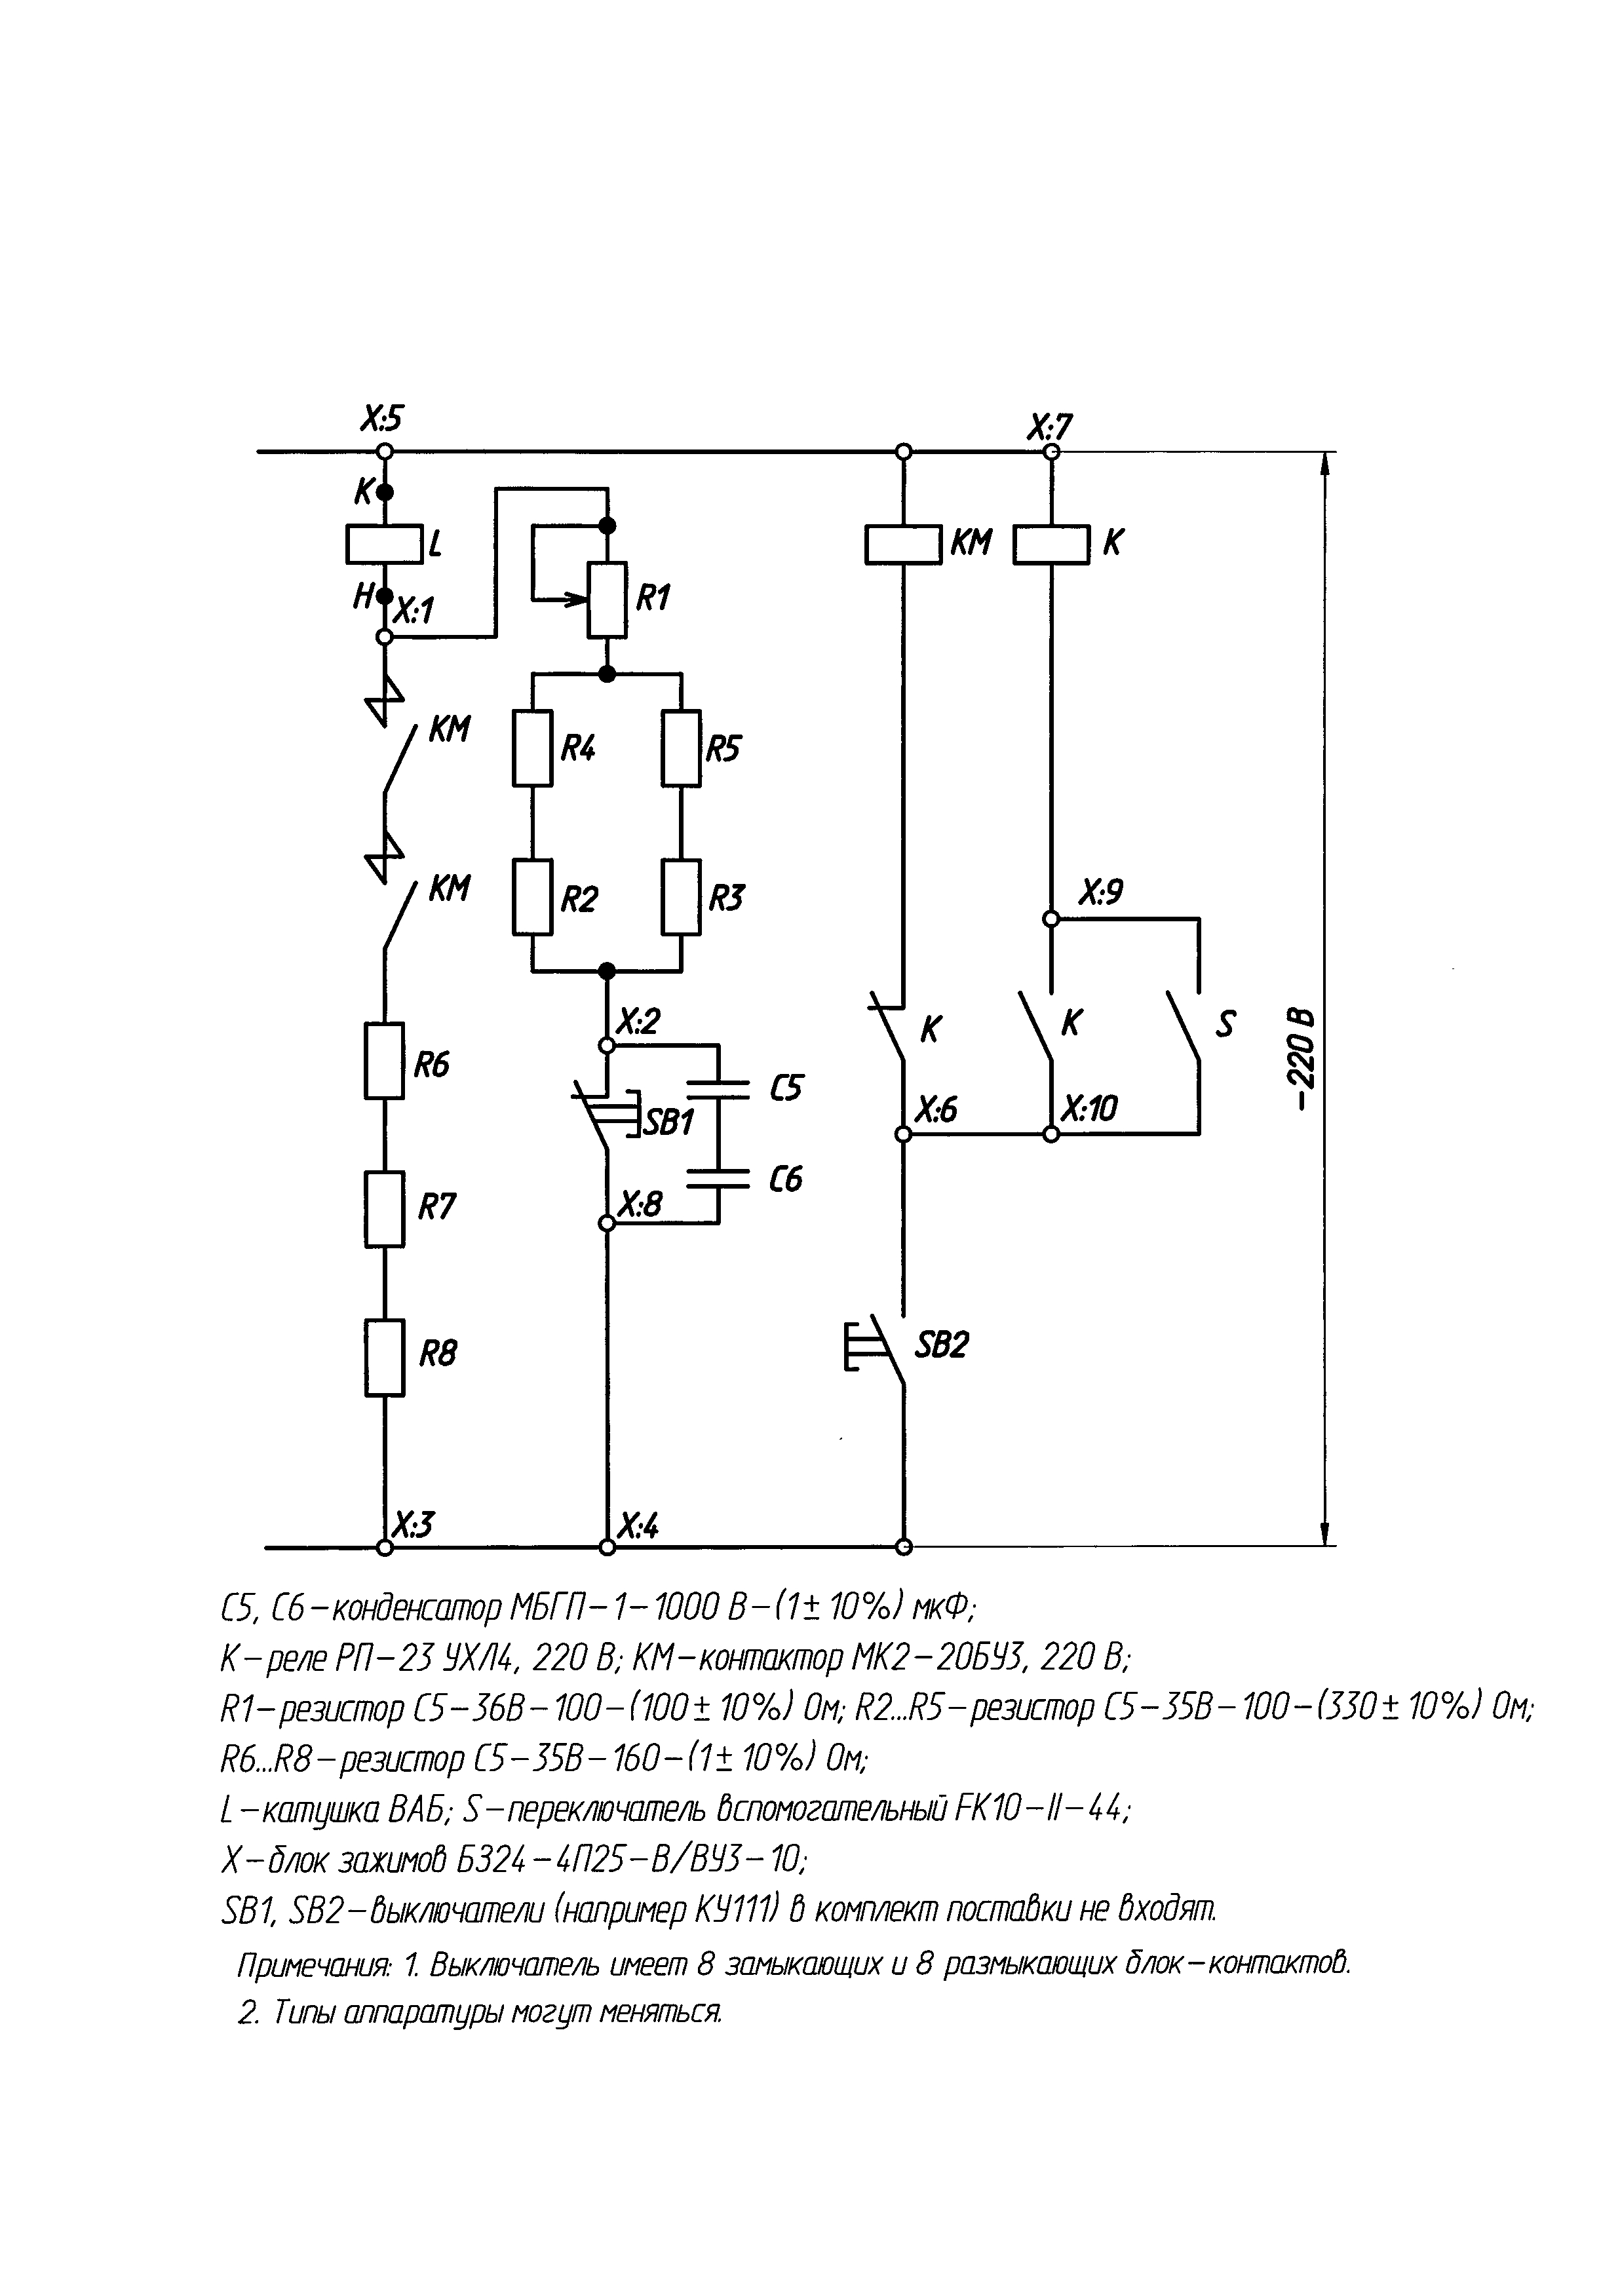 X:5
X:7
K
L
KM
K
H
X:1
R1
KM
R4
R5
KM
R2
R3
X:9
X:2
K
K
S
-220 В
R6
C5
SB1
X:6
X:10
C6
R7
X:8
SB2
R8
X:3
X:4
C5, C6-конденсатор МБГП-1-1000 В-(1± 10%) мкФ;
K-реле РП-23 УХЛ4, 220 В; КМ-контактор МК2-20БУ3, 220 В;
R1-резистор С5-36В-100-(100± 10%) Ом; R2...R5-резистор С5-35В-100-(330± 10%) Ом;
R6...R8-резистор С5-35В-160-(1± 10%) Ом;
L-катушка ВАБ; S-переключатель вспомогательный FK10-II-44;
X-блок зажимов БЗ24-4П25-В/ВУ3-10;
SB1, SB2-выключатели (например КУ111) в комплект поставки не входят.
Примечания: 1. Выключатель имеет 8 замыкающих и 8 размыкающих блок-контактов.
2. Типы аппаратуры могут меняться.